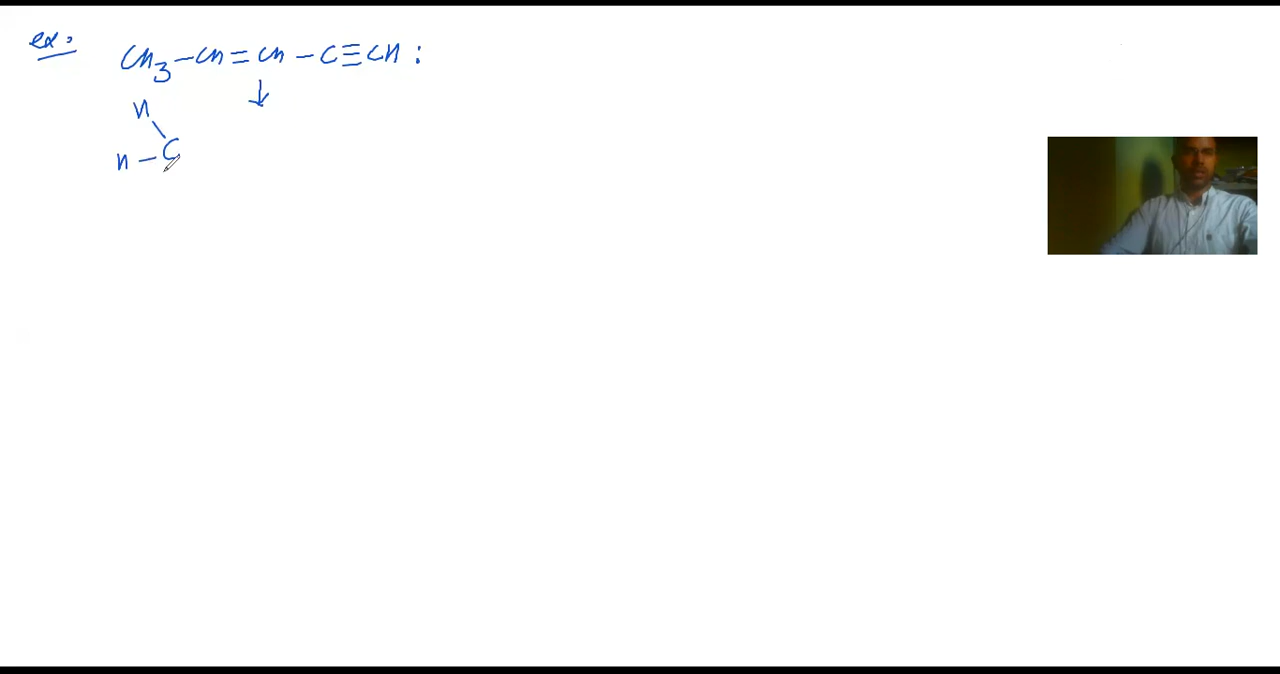 ex:
CH₃ – CH = CH – C ≡ CH :
↓
H
H – C